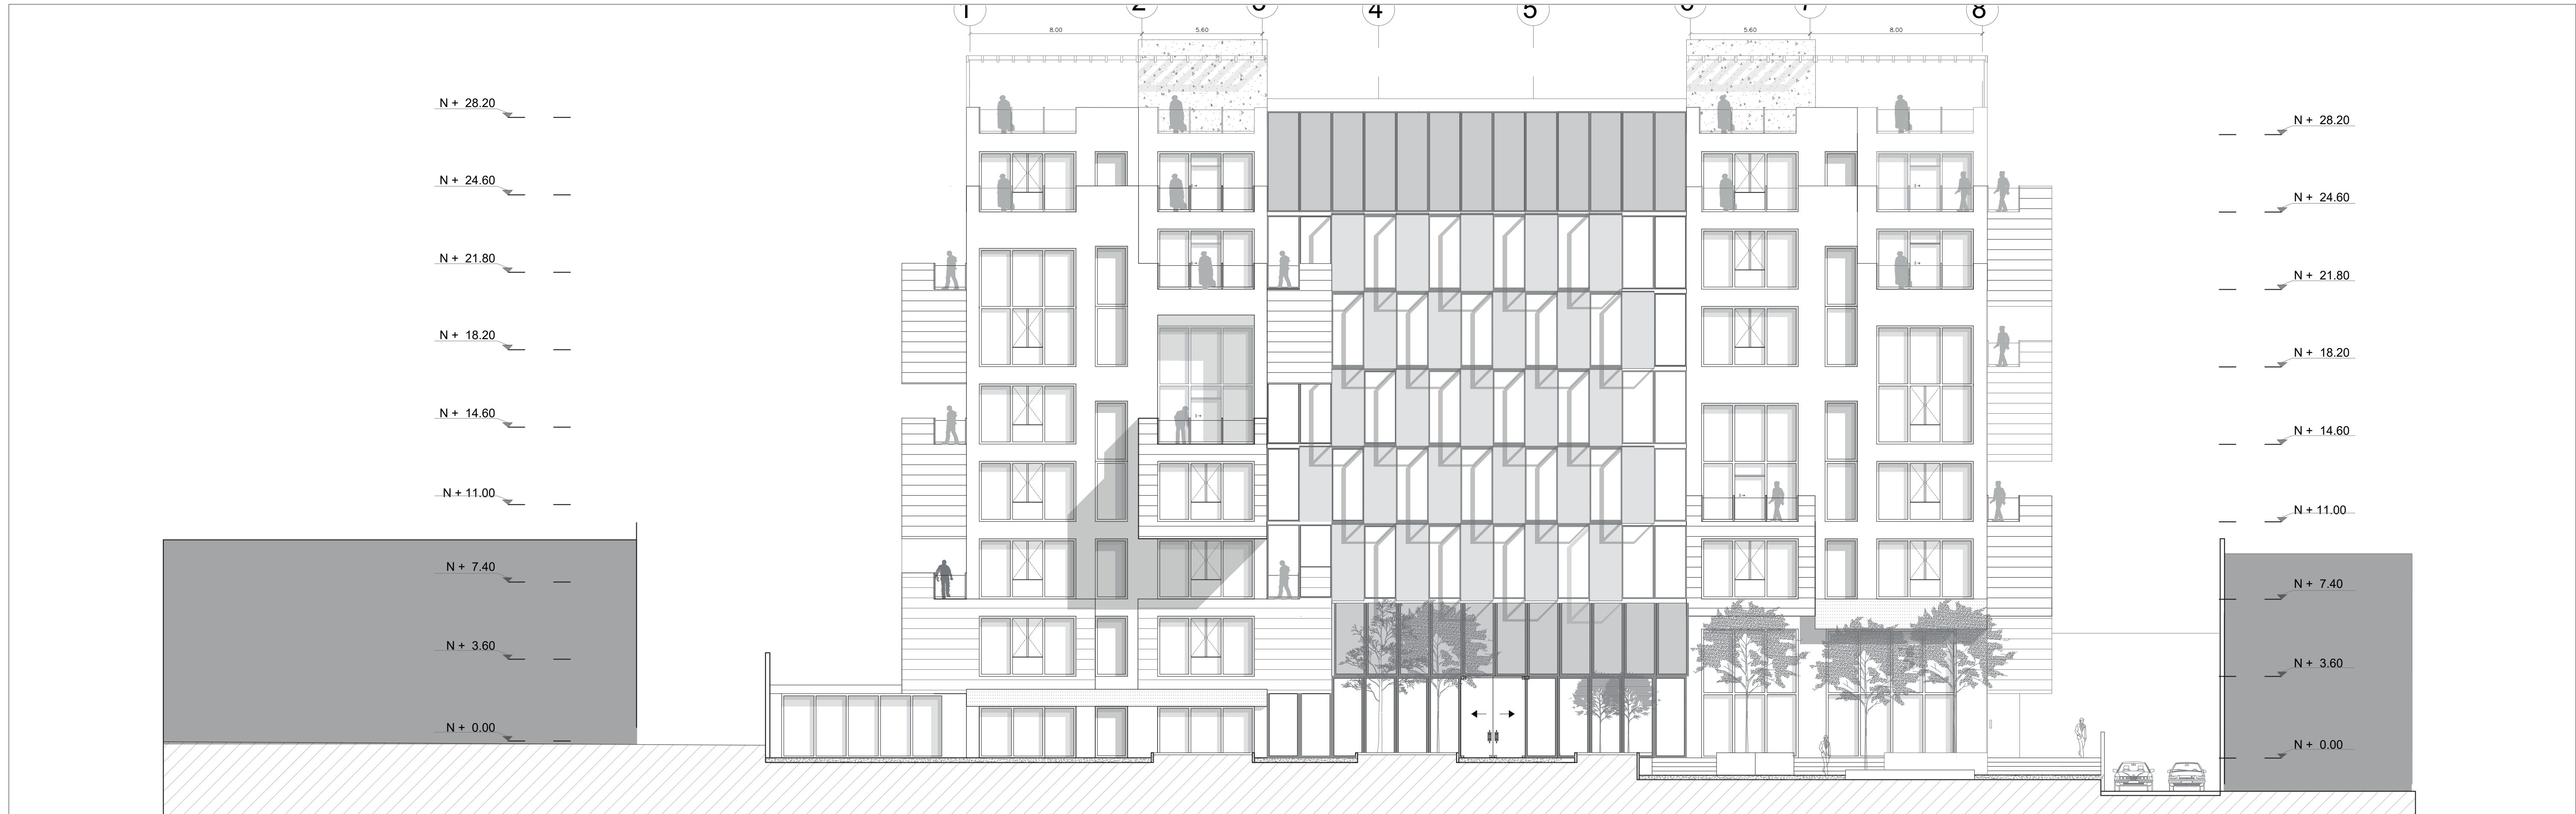 1 2 3 4 5 6 7 8
8.00 5.60 5.60 8.00
N + 28.20 N + 28.20
N + 24.60 N + 24.60
N + 21.80 N + 21.80
N + 18.20 N + 18.20
N + 14.60 N + 14.60
N + 11.00 N + 11.00
N + 7.40 N + 7.40
N + 3.60 N + 3.60
N + 0.00 N + 0.00